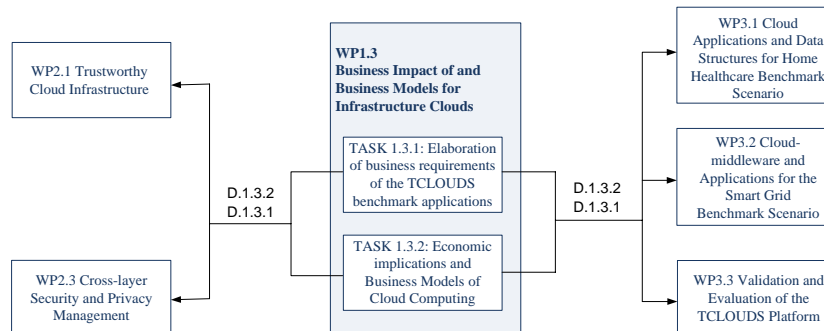 WP2.1 Trustworthy
Cloud Infrastructure
WP2.3 Cross-layer
Security and Privacy
Management
D.1.3.2
D.1.3.1
WP1.3
Business Impact of and
Business Models for
Infrastructure Clouds
TASK 1.3.1: Elaboration
of business requirements
of the TCLOUDS
benchmark applications
TASK 1.3.2: Economic
implications and
Business Models of
Cloud Computing
D.1.3.2
D.1.3.1
WP3.1 Cloud
Applications and Data
Structures for Home
Healthcare Benchmark
Scenario
WP3.2 Cloud-
middleware and
Applications for the
Smart Grid
Benchmark Scenario
WP3.3 Validation and
Evaluation of the
TCLOUDS Platform